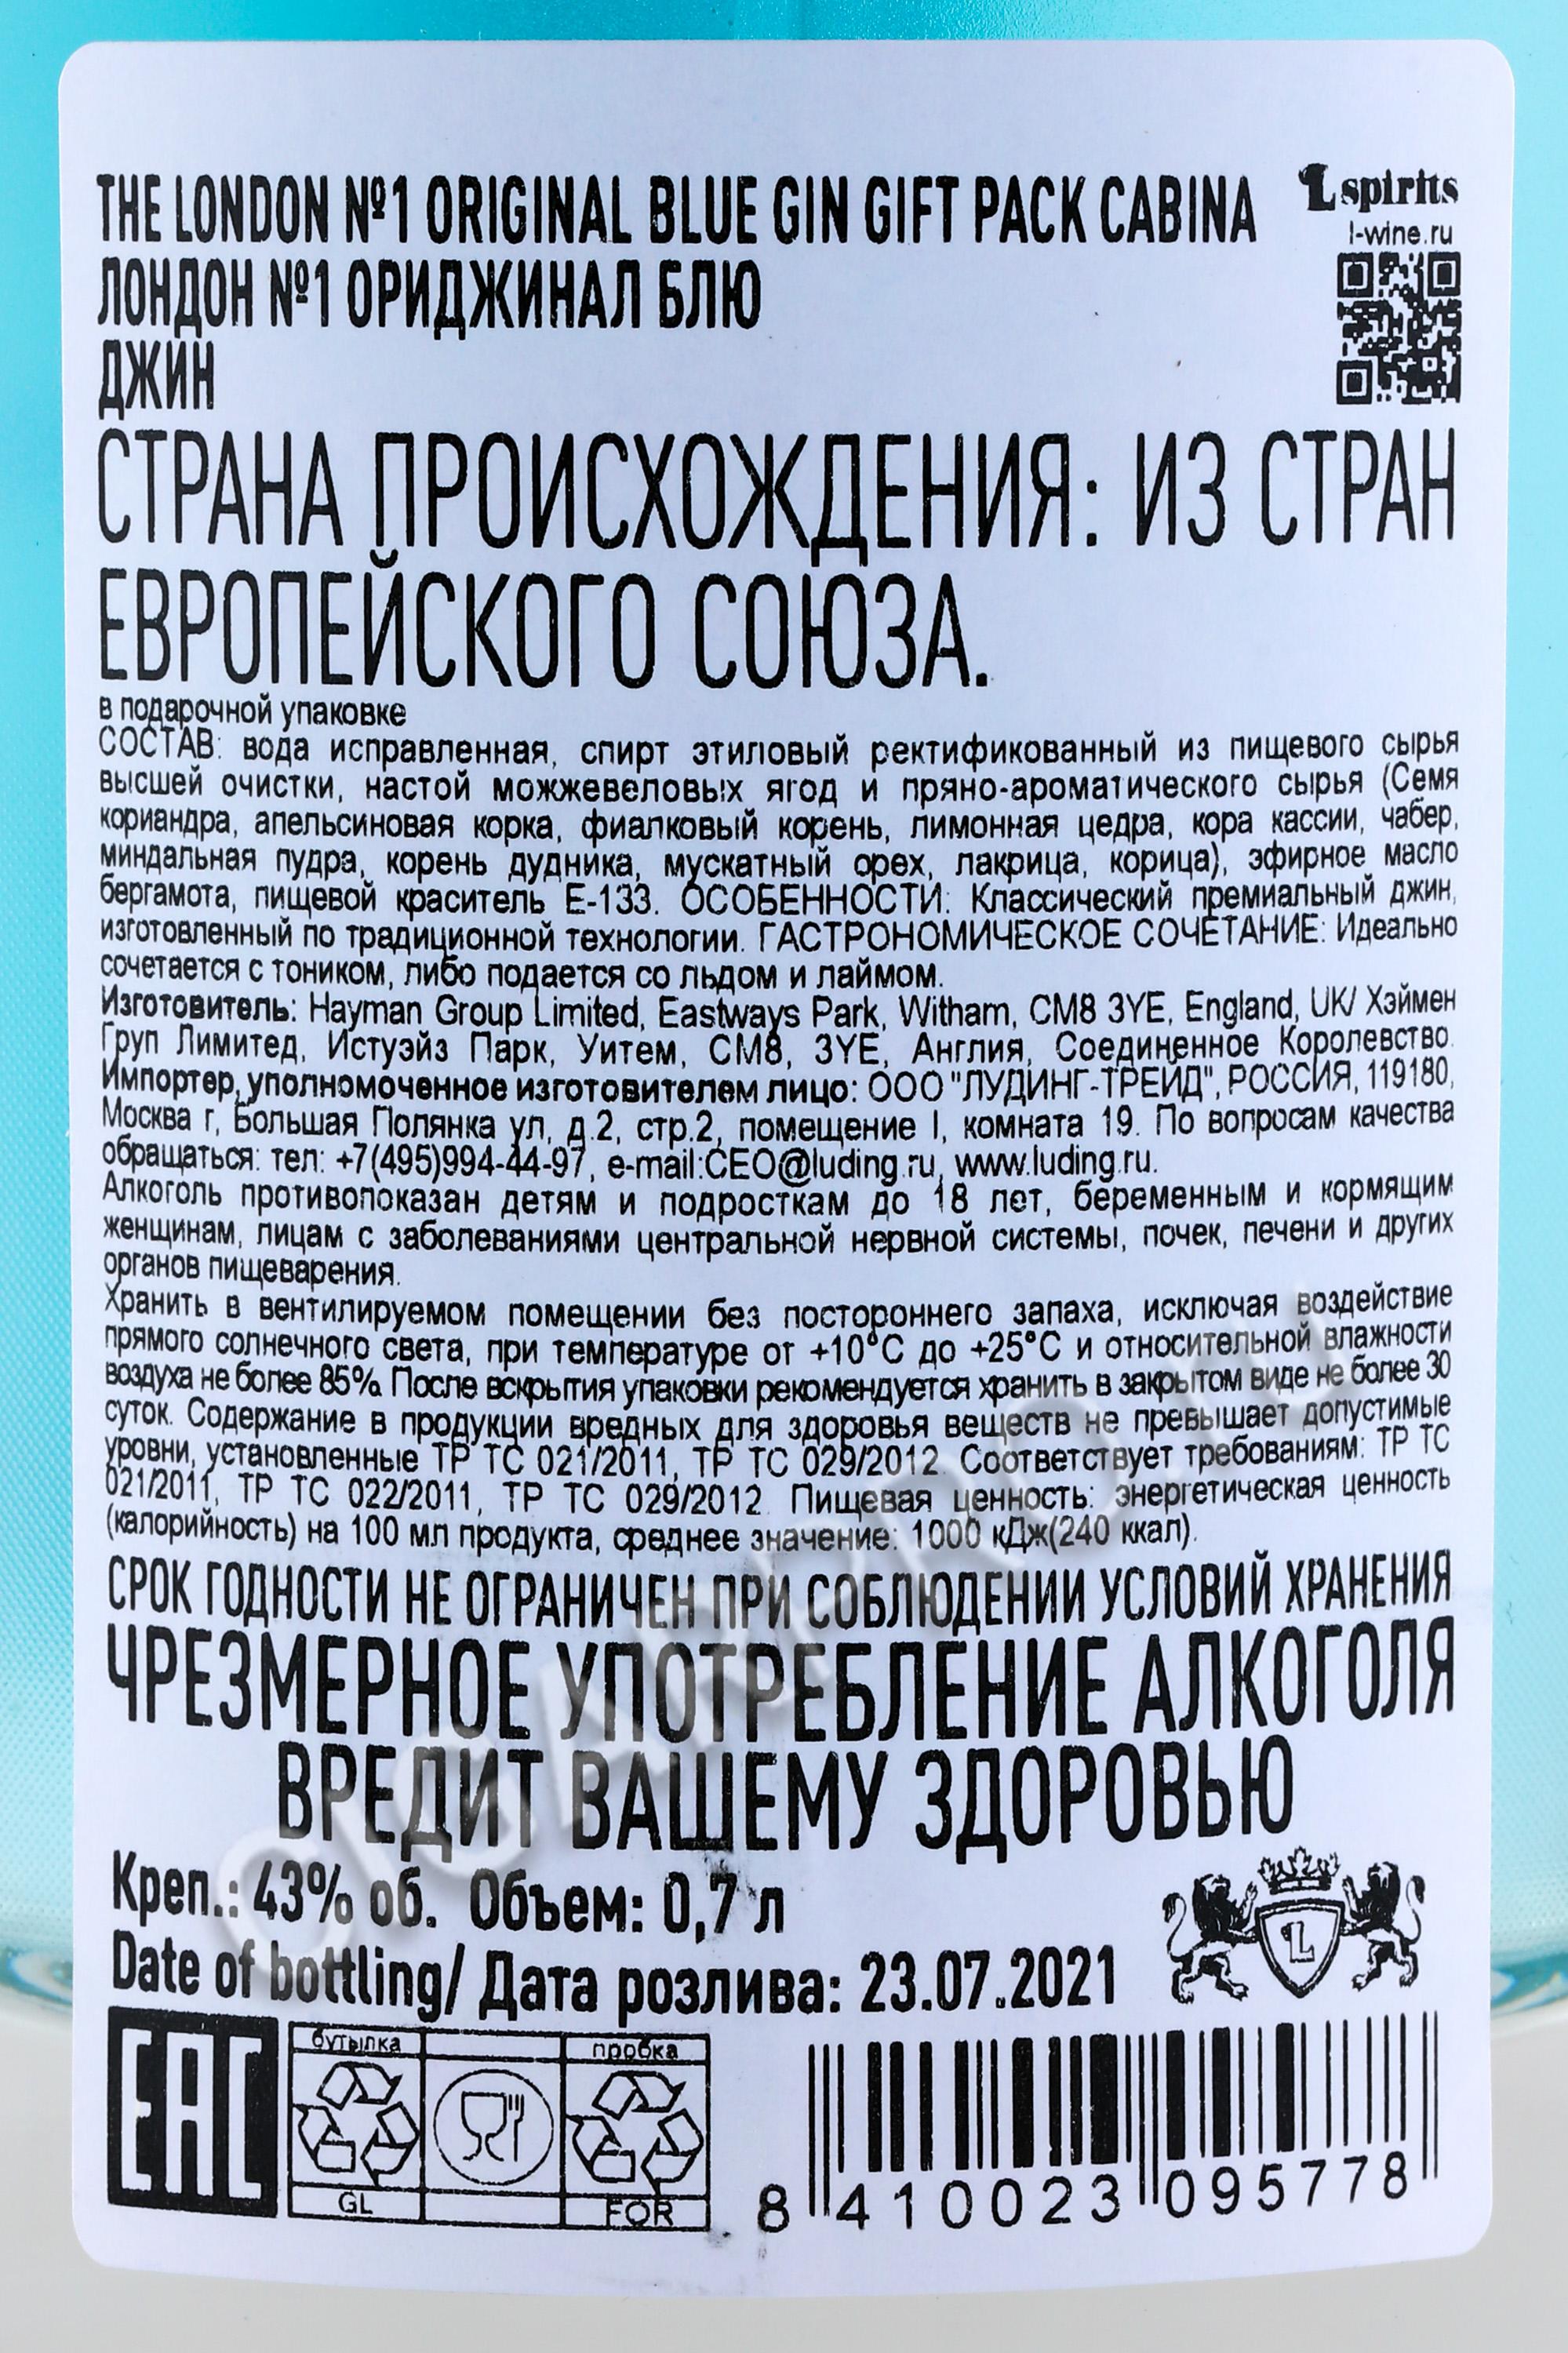 THE LONDON №1 ORIGINAL BLUE GIN GIFT PACK CABINA
L spirits
l-wine.ru
ЛОНДОН №1 ОРИДЖИНАЛ БЛЮ
ДЖИН
СТРАНА ПРОИСХОЖДЕНИЯ: ИЗ СТРАН
ЕВРОПЕЙСКОГО СОЮЗА.
в подарочной упаковке
СОСТАВ: вода исправленная, спирт этиловый ректификованный из пищевого сырья
высшей очистки, настой можжевеловых ягод и пряно-ароматического сырья (Семя
кориандра, апельсиновая корка, фиалковый корень, лимонная цедра, кора кассии, чабер,
миндальная пудра, корень дудника, мускатный орех, лакрица, корица), эфирное масло
бергамота, пищевой краситель Е-133. ОСОБЕННОСТИ: Классический премиальный джин,
изготовленный по традиционной технологии. ГАСТРОНОМИЧЕСКОЕ СОЧЕТАНИЕ: Идеально
сочетается с тоником, либо подается со льдом и лаймом.
Изготовитель: Hayman Group Limited, Eastways Park, Witham, CM8 3YE, England, UK/ Хэймен
Груп Лимитед, Истуэйз Парк, Уитем, СМ8, 3YE, Англия, Соединенное Королевство.
Импортер, уполномоченное изготовителем лицо: ООО "ЛУДИНГ-ТРЕЙД", РОССИЯ, 119180,
Москва г, Большая Полянка ул, д.2, стр.2, помещение I, комната 19. По вопросам качества
обращаться: тел: +7(495)994-44-97, e-mail:CEO@luding.ru, www.luding.ru.
Алкоголь противопоказан детям и подросткам до 18 лет, беременным и кормящим
женщинам, лицам с заболеваниями центральной нервной системы, почек, печени и других
органов пищеварения.
Хранить в вентилируемом помещении без постороннего запаха, исключая воздействие
прямого солнечного света, при температуре от +10°С до +25°С и относительной влажности
воздуха не более 85%. После вскрытия упаковки рекомендуется хранить в закрытом виде не более 30
суток. Содержание в продукции вредных для здоровья веществ не превышает допустимые
уровни, установленные ТР ТС 021/2011, ТР ТС 029/2012. Соответствует требованиям: ТР ТС
021/2011, ТР ТС 022/2011, ТР ТС 029/2012. Пищевая ценность: энергетическая ценность
(калорийность) на 100 мл продукта, среднее значение: 1000 кДж(240 ккал).
СРОК ГОДНОСТИ НЕ ОГРАНИЧЕН ПРИ СОБЛЮДЕНИИ УСЛОВИЙ ХРАНЕНИЯ
ЧРЕЗМЕРНОЕ УПОТРЕБЛЕНИЕ АЛКОГОЛЯ
ВРЕДИТ ВАШЕМУ ЗДОРОВЬЮ
Креп.: 43% об. Объем: 0,7 л
Date of bottling/ Дата розлива: 23.07.2021
L
EAC
бутылка
пробка
GL
FOR
8 410023 095778
CIGARPRO.ru